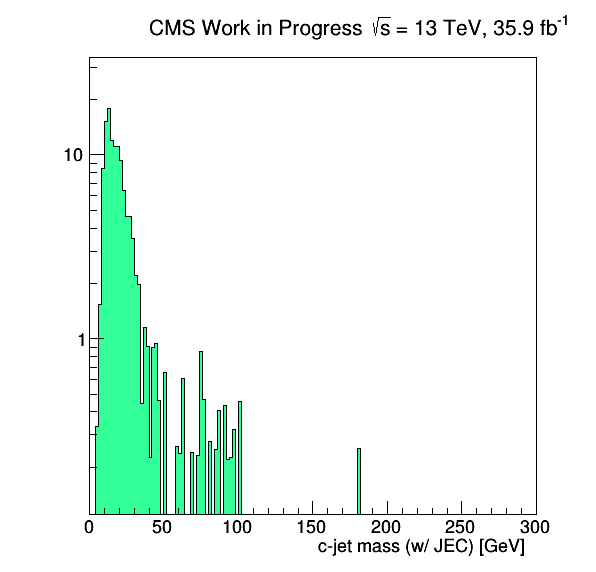 CMS Work in Progress √s = 13 TeV, 35.9 fb⁻¹
10
1
0 50 100 150 200 250 300
c-jet mass (w/ JEC) [GeV]